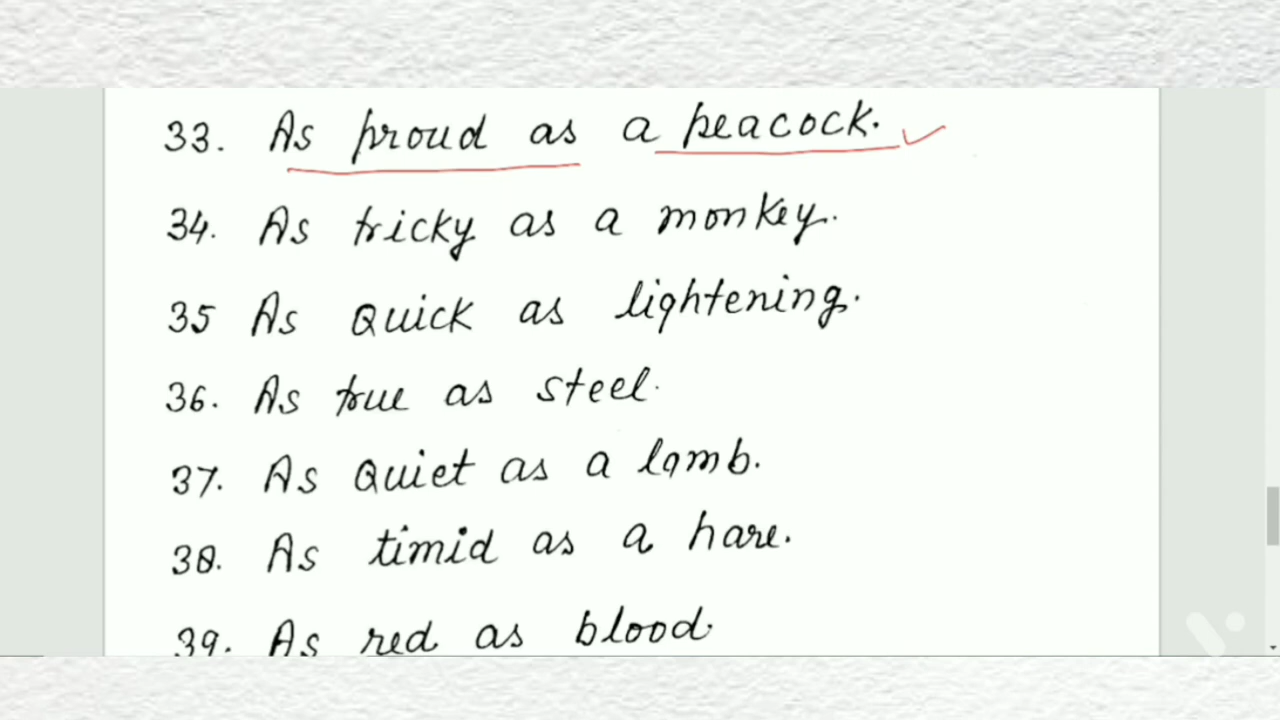 33. As proud as a peacock.
34. As tricky as a monkey.
35 As Quick as lightening.
36. As true as steel.
37. As Quiet as a lamb.
38. As timid as a hare.
39. As red as blood.